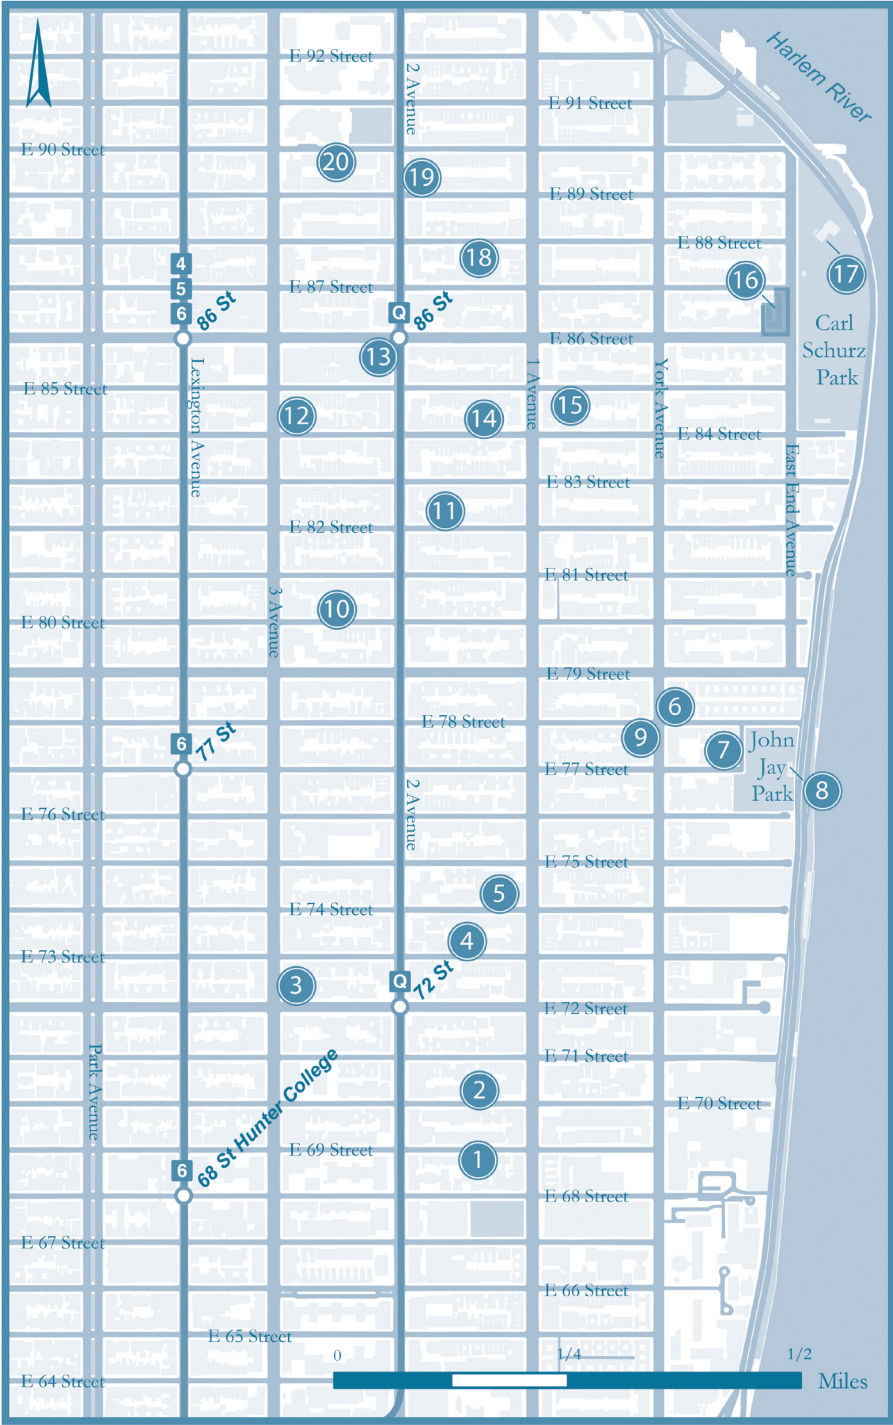 E 92 Street
2 Avenue
Harlem River
E 91 Street
E 90 Street
20
19
E 89 Street
E 88 Street
18
4
5
6
86 St
E 87 Street
Q
86 St
16
17
E 86 Street
Carl
Schurz
Park
13
E 85 Street
Lexington Avenue
1 Avenue
York Avenue
12
14
15
E 84 Street
East End Avenue
E 83 Street
11
E 82 Street
E 81 Street
3 Avenue
10
E 80 Street
E 79 Street
6
E 78 Street
9
7
John
Jay
Park
8
6
77 St
E 77 Street
2 Avenue
E 76 Street
E 75 Street
5
E 74 Street
4
E 73 Street
3
Q
72 St
E 72 Street
Park Avenue
E 71 Street
2
E 70 Street
68 St Hunter College
6
E 69 Street
1
E 68 Street
E 67 Street
E 66 Street
E 65 Street
0
1/4
1/2
Miles
E 64 Street